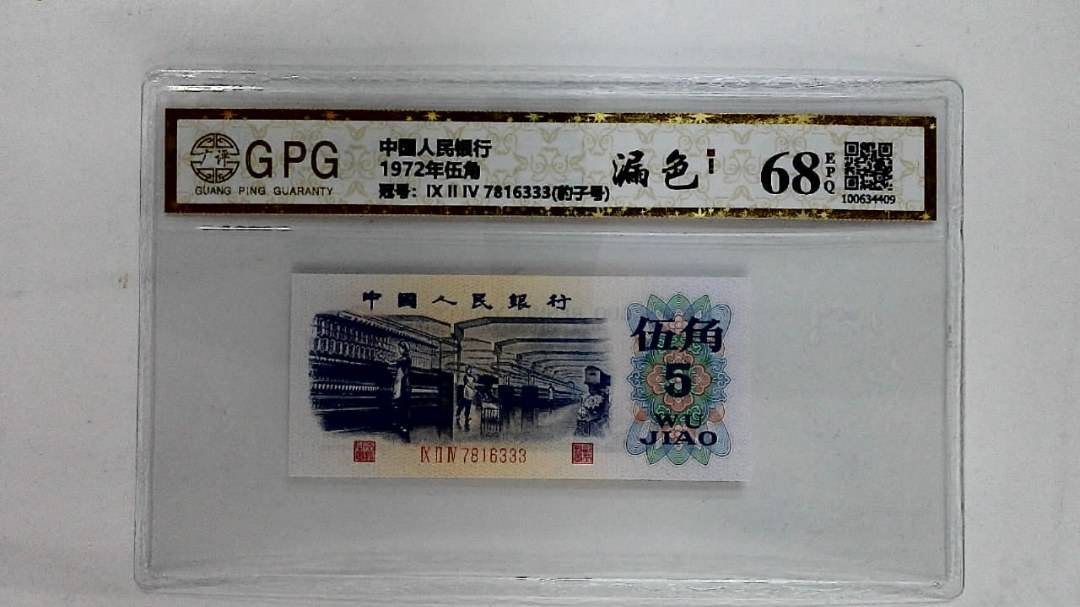 GPG
GUANG PING GUARANTY
中國人民銀行
1972年伍角
冠号：IX II IV 7816333(豹子号)
漏色
68
EPQ
100634409
中國人民銀行
伍角
5
WU
JIAO
IX II IV 7816333